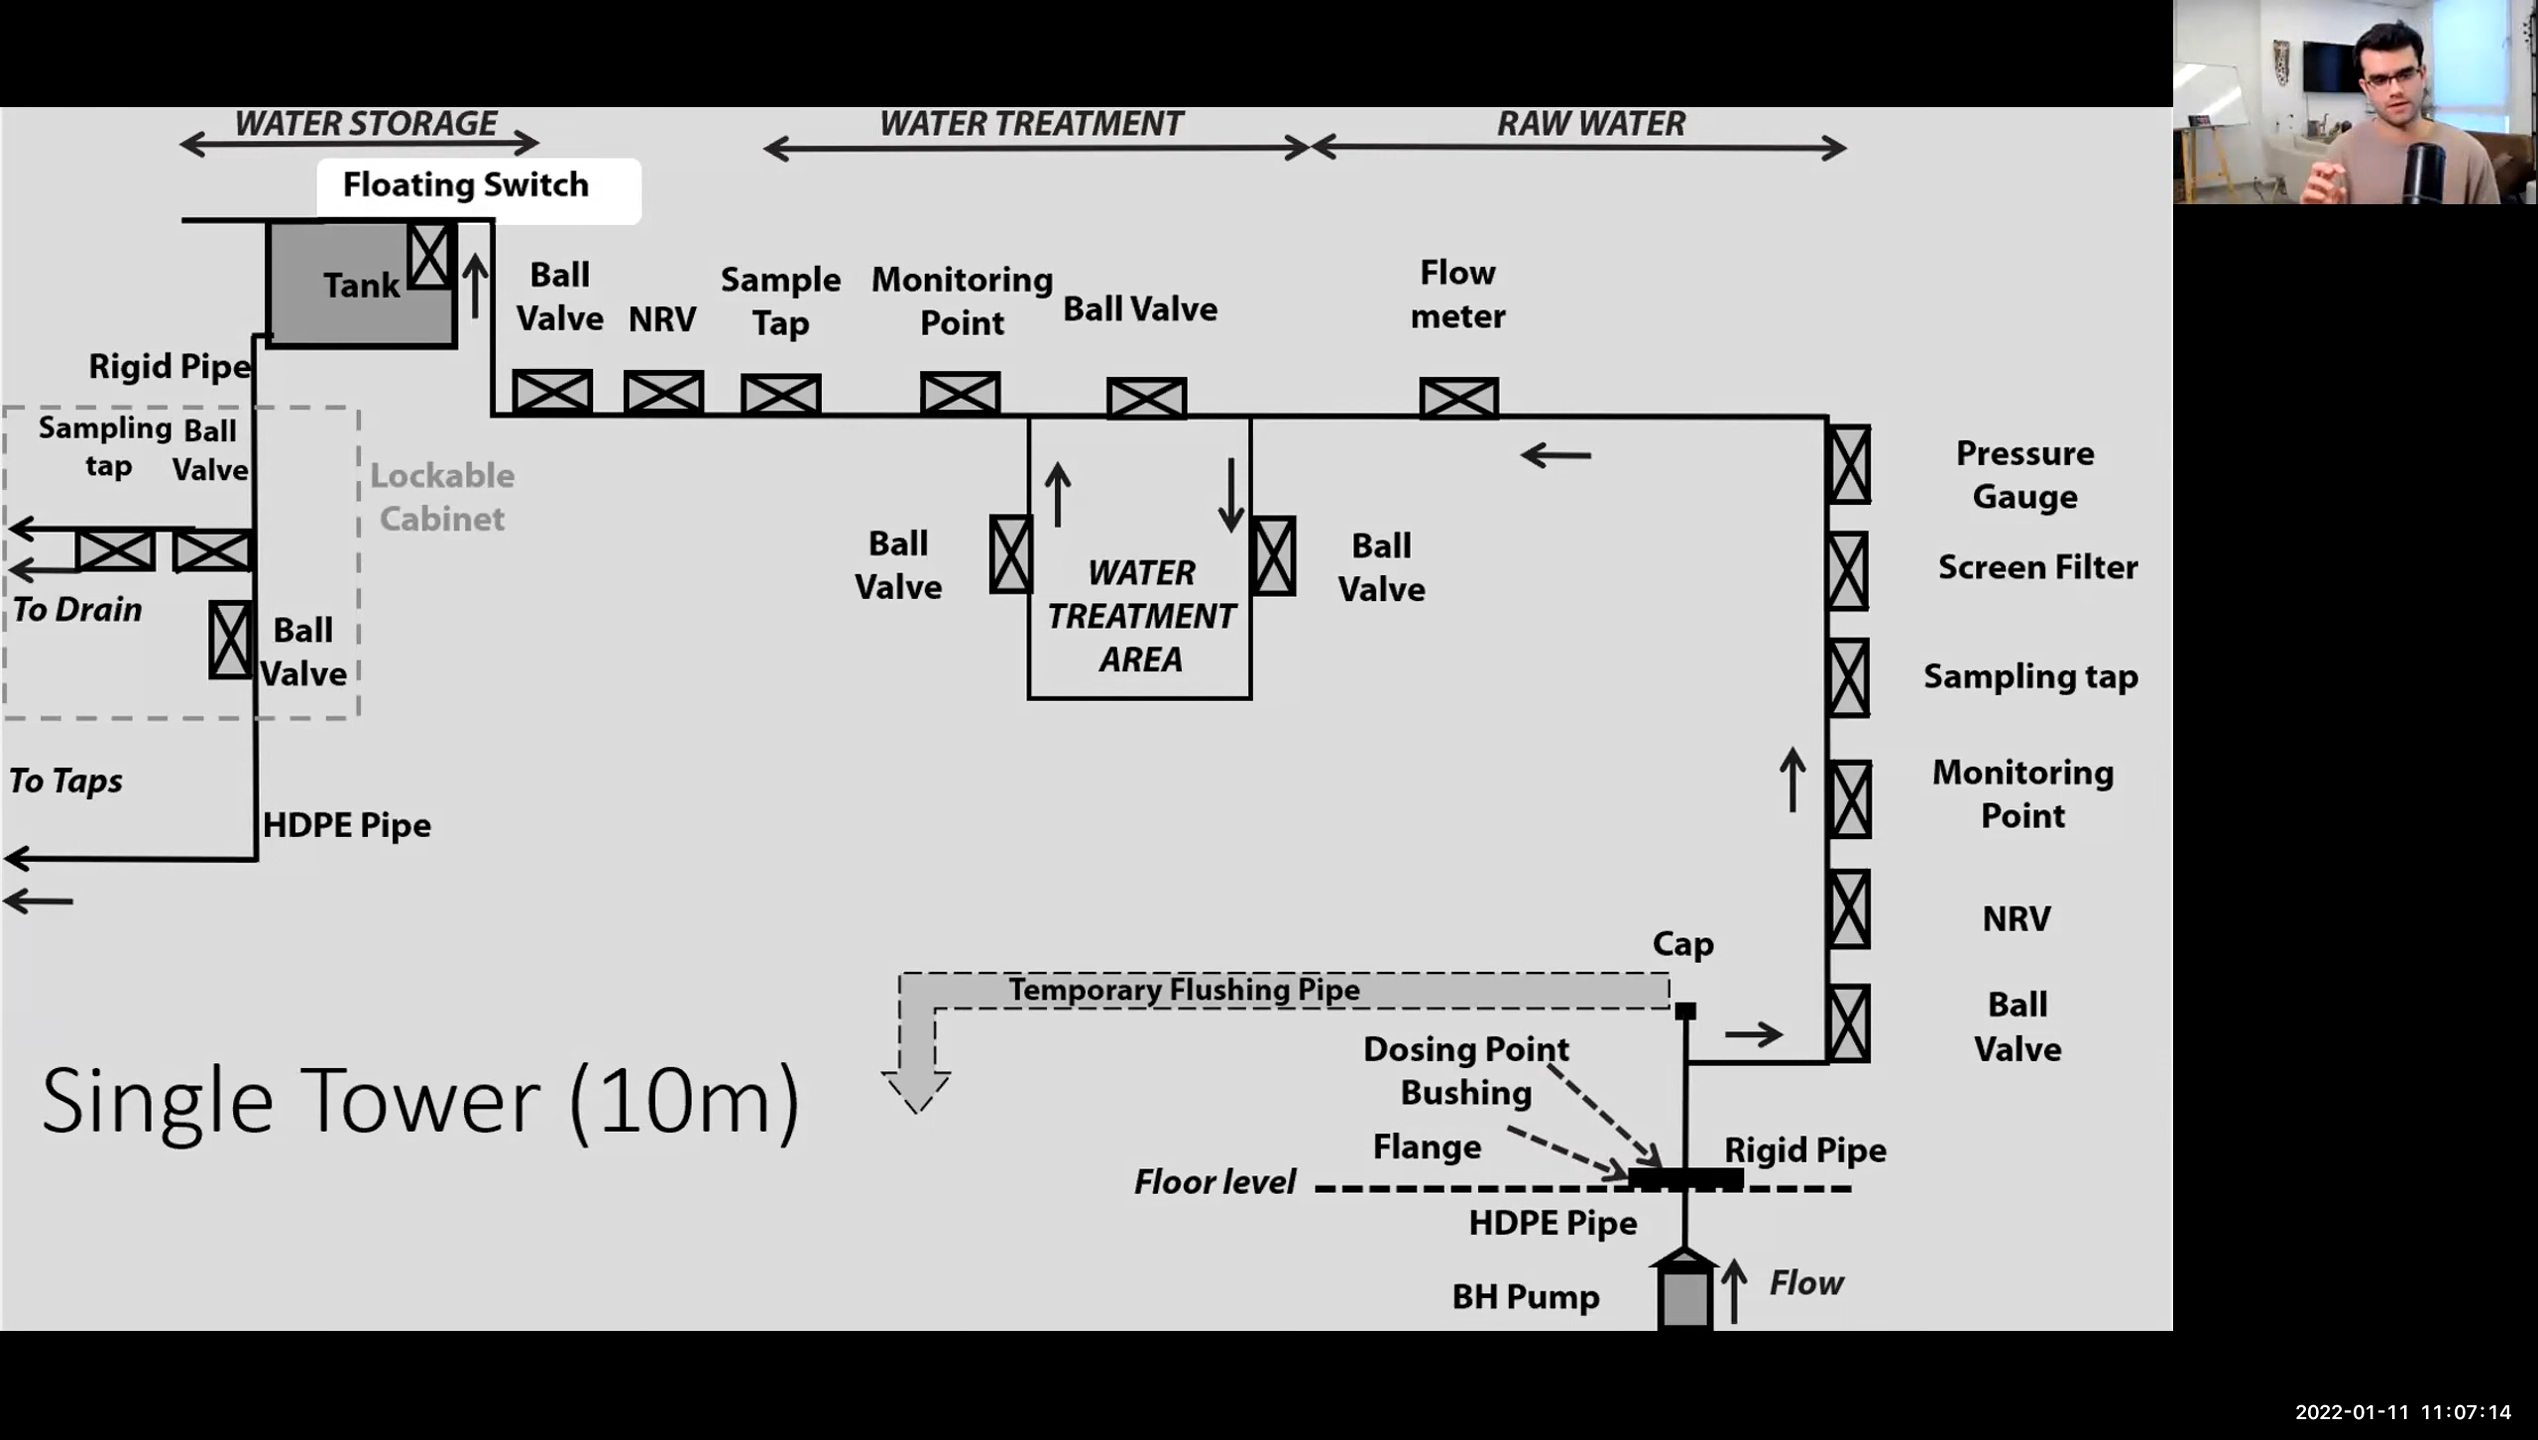 WATER STORAGE
WATER TREATMENT
RAW WATER
Floating Switch
Tank
Ball
Valve
NRV
Sample
Tap
Monitoring
Point
Ball Valve
Flow
meter
Rigid Pipe
Sampling
tap
Ball
Valve
Lockable
Cabinet
To Drain
Ball
Valve
To Taps
HDPE Pipe
Ball
Valve
WATER
TREATMENT
AREA
Ball
Valve
Pressure
Gauge
Screen Filter
Sampling tap
Monitoring
Point
NRV
Ball
Valve
Cap
Temporary Flushing Pipe
Dosing Point
Bushing
Flange
Rigid Pipe
Floor level
HDPE Pipe
BH Pump
Flow
Single Tower (10m)
2022-01-11 11:07:14